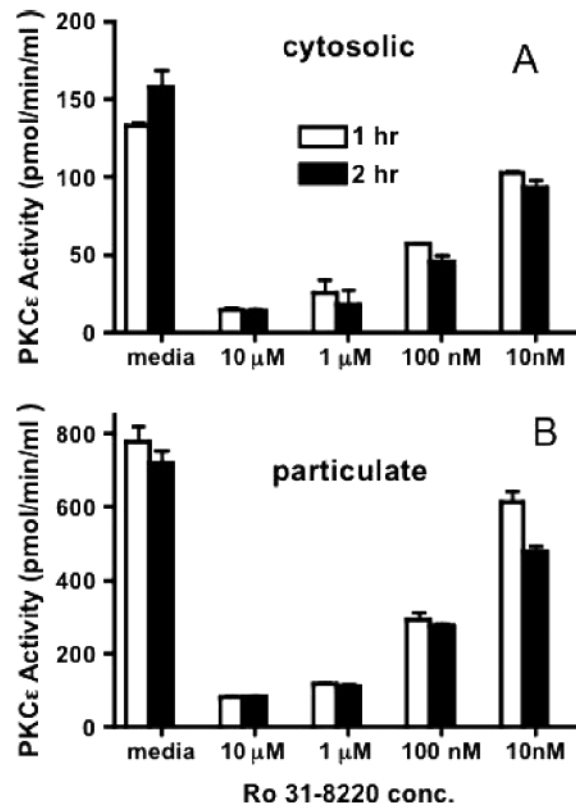 200
cytosolic
A
150
1 hr
2 hr
100
50
0
PKCε Activity (pmol/min/ml )
media 10 μM 1 μM 100 nM 10nM
B
800
particulate
600
400
200
0
PKCε Activity (pmol/min/ml )
media 10 μM 1 μM 100 nM 10nM
Ro 31-8220 conc.